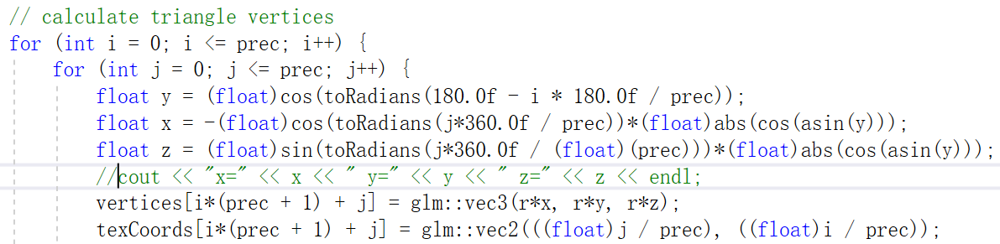 // calculate triangle vertices
for (int i = 0; i <= prec; i++) {
for (int j = 0; j <= prec; j++) {
float y = (float)cos(toRadians(180.0f - i * 180.0f / prec));
float x = -(float)cos(toRadians(j*360.0f / prec))*(float)abs(cos(asin(y)));
float z = (float)sin(toRadians(j*360.0f / (float)(prec)))*(float)abs(cos(asin(y)));
//cout << "x=" << x << " y=" << y << " z=" << z << endl;
vertices[i*(prec + 1) + j] = glm::vec3(r*x, r*y, r*z);
texCoords[i*(prec + 1) + j] = glm::vec2(((float)j / prec), ((float)i / prec));